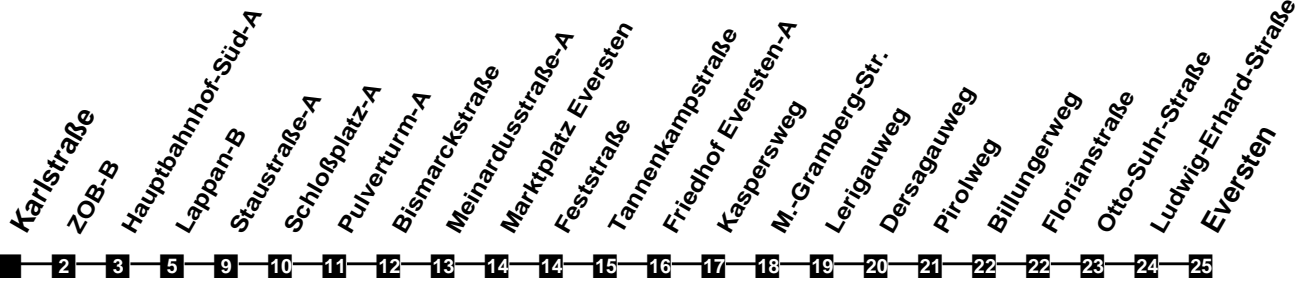 Karlstraße
ZOB-B
Hauptbahnhof-Süd-A
Lappan-B
Staustraße-A
Schloßplatz-A
Pulverturm-A
Bismarckstraße
Meinardusstraße-A
Marktplatz Eversten
Feststraße
Tannenkampstraße
Friedhof Eversten-A
Kaspersweg
M.-Gramberg-Str.
Lerigauweg
Dersagauweg
Pirolweg
Billungerweg
Florianstraße
Otto-Suhr-Straße
Ludwig-Erhard-Straße
Eversten
2 3 5 9 10 11 12 13 14 14 15 16 17 18 19 20 21 22 22 23 24 25